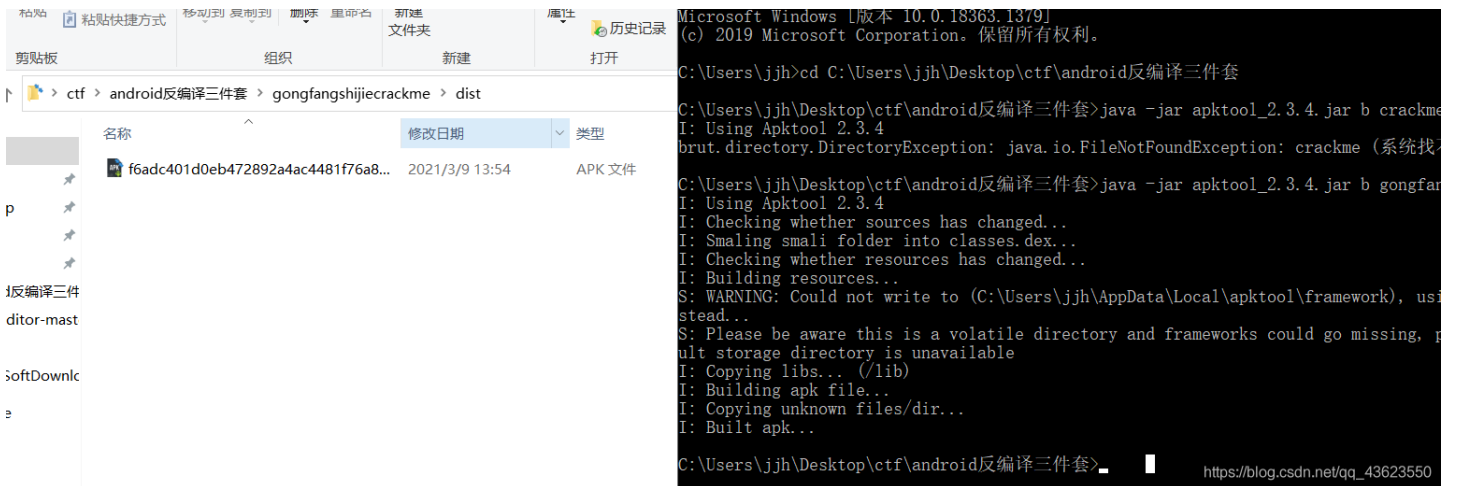 粘贴
粘贴快捷方式
移动到 复制到
删除 重命名
新建
文件夹
属性
历史记录
剪贴板
组织
新建
打开
ctf > android反编译三件套 > gongfangshijiecrackme > dist
名称
修改日期
类型
f6adc401d0eb472892a4ac4481f76a8... 2021/3/9 13:54 APK 文件
p
反编译三件
ditor-mast
SoftDownlo
e
Microsoft Windows [版本 10.0.18363.1379]
(c) 2019 Microsoft Corporation。保留所有权利。
C:\Users\jjh>cd C:\Users\jjh\Desktop\ctf\android反编译三件套
C:\Users\jjh\Desktop\ctf\android反编译三件套>java -jar apktool_2.3.4.jar b crackme
I: Using Apktool 2.3.4
brut.directory.DirectoryException: java.io.FileNotFoundException: crackme (系统找不
C:\Users\jjh\Desktop\ctf\android反编译三件套>java -jar apktool_2.3.4.jar b gongfan
I: Using Apktool 2.3.4
I: Checking whether sources has changed...
I: Smaling smali folder into classes.dex...
I: Checking whether resources has changed...
I: Building resources...
S: WARNING: Could not write to (C:\Users\jjh\AppData\Local\apktool\framework), usi
stead...
S: Please be aware this is a volatile directory and frameworks could go missing, p
ult storage directory is unavailable
I: Copying libs... (/lib)
I: Building apk file...
I: Copying unknown files/dir...
I: Built apk...
C:\Users\jjh\Desktop\ctf\android反编译三件套>
https://blog.csdn.net/qq_43623550